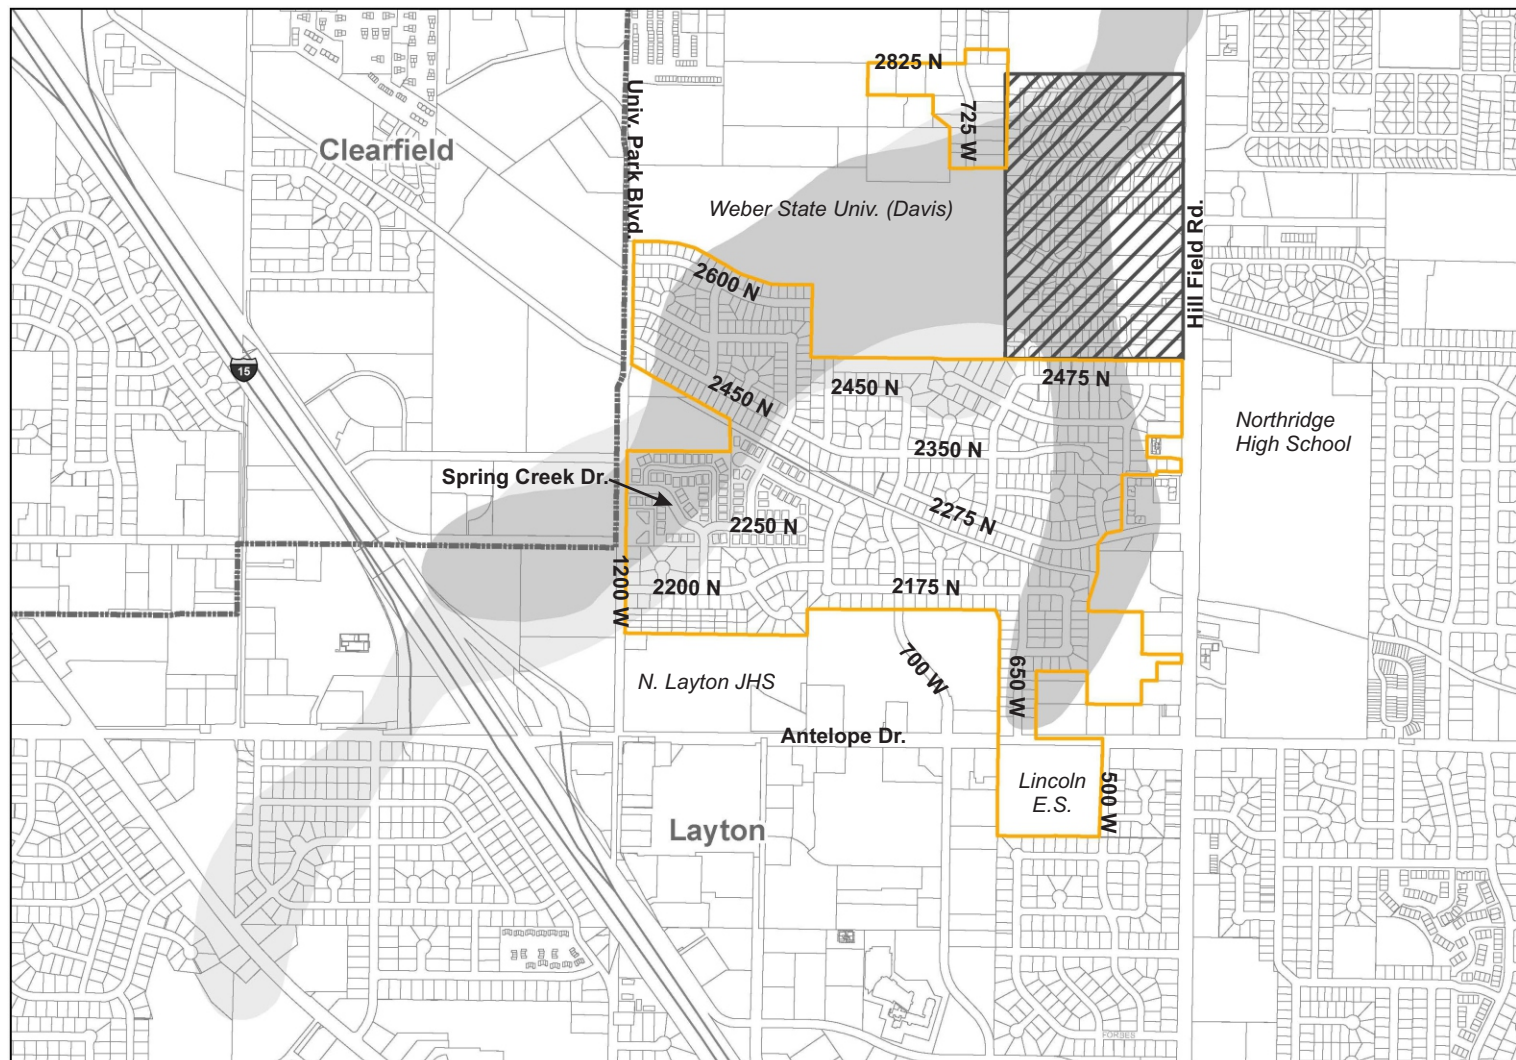 2825 N
725 W
Univ. Park Blvd.
Clearfield
Weber State Univ. (Davis)
Hill Field Rd.
2600 N
15
2450 N
2450 N
2475 N
Northridge
High School
2350 N
Spring Creek Dr.
2275 N
2250 N
1200 W
2200 N
2175 N
700 W
650 W
N. Layton JHS
Antelope Dr.
Lincoln
E.S.
500 W
Layton
FORBES